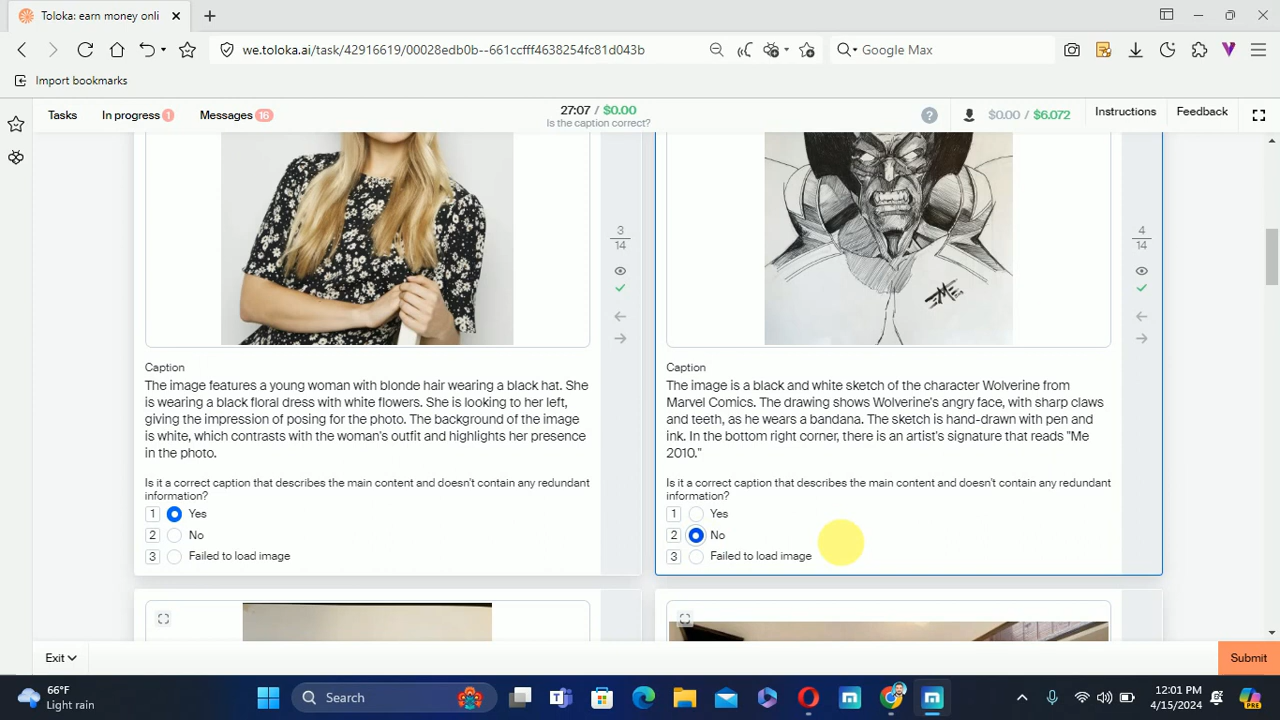 Toloka: earn money onli
we.toloka.ai/task/42916619/00028edb0b--661ccfff4638254fc81d043b
Google Max
Import bookmarks
Tasks
In progress 1
Messages 16
27:07 / $0.00
Is the caption correct?
$0.00 / $6.072
Instructions
Feedback
3
14
4
14
ME
Caption
The image features a young woman with blonde hair wearing a black hat. She
is wearing a black floral dress with white flowers. She is looking to her left,
giving the impression of posing for the photo. The background of the image
is white, which contrasts with the woman's outfit and highlights her presence
in the photo.
Is it a correct caption that describes the main content and doesn't contain any redundant
information?
1 Yes
2 No
3 Failed to load image
Caption
The image is a black and white sketch of the character Wolverine from
Marvel Comics. The drawing shows Wolverine's angry face, with sharp claws
and teeth, as he wears a bandana. The sketch is hand-drawn with pen and
ink. In the bottom right corner, there is an artist's signature that reads "Me
2010."
Is it a correct caption that describes the main content and doesn't contain any redundant
information?
1 Yes
2 No
3 Failed to load image
Exit
Submit
66°F
Light rain
Search
12:01 PM
4/15/2024
PRE